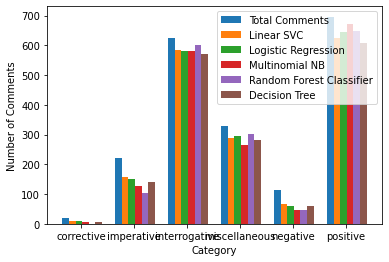 700
600
500
400
300
200
100
0
Number of Comments
Total Comments
Linear SVC
Logistic Regression
Multinomial NB
Random Forest Classifier
Decision Tree
corrective imperative interrogative miscellaneous negative positive
Category